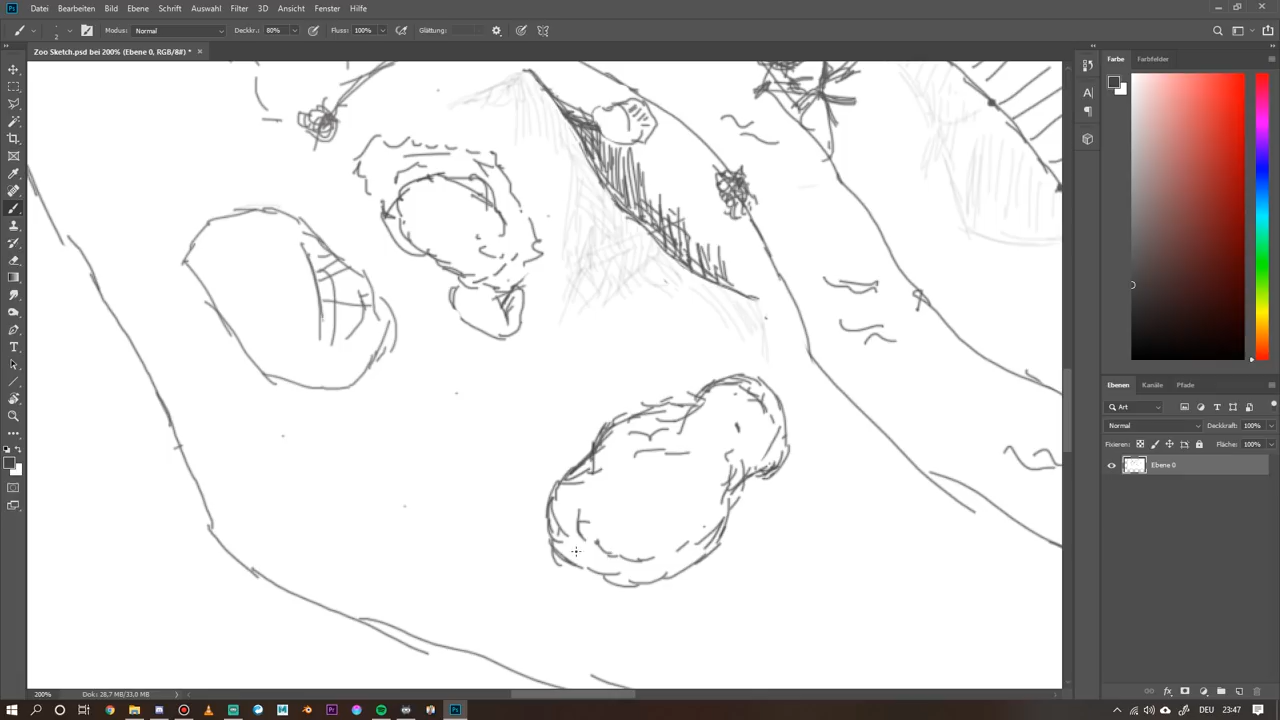 Datei Bearbeiten Bild Ebene Schrift Auswahl Filter 3D Ansicht Fenster Hilfe
2 Modus: Normal Deckkr.: 80% Fluss: 100% Glättung:
Zoo Sketch.psd bei 200% (Ebene 0, RGB/8#) * ×
Farbe Farbfelder
Ebenen Kanäle Pfade
Art
Normal Deckkraft: 100%
Fixieren: Fläche: 100%
Ebene 0
200% Dok.: 28,7 MB/33,0 MB
DEU 23:47